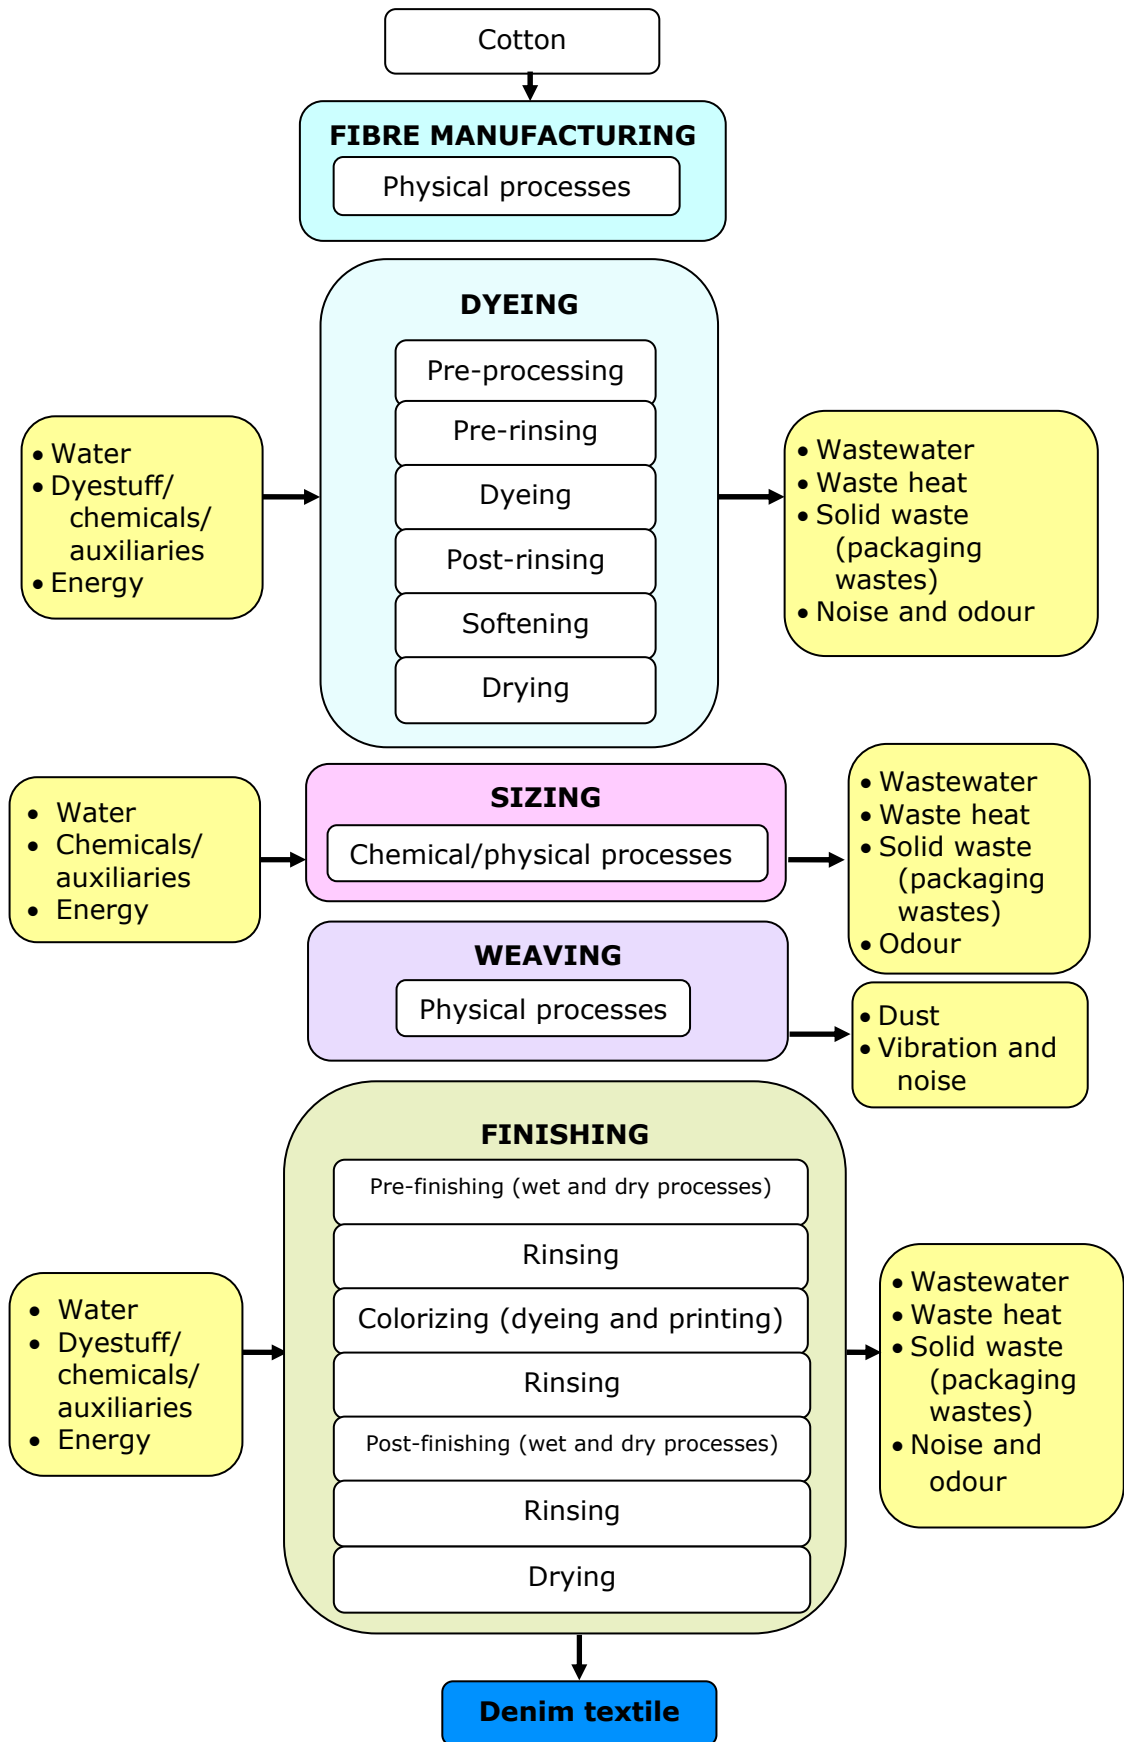 Cotton
FIBRE MANUFACTURING
Physical processes
DYEING
Pre-processing
Pre-rinsing
Dyeing
Post-rinsing
Softening
Drying
• Water
• Dyestuff/
chemicals/
auxiliaries
• Energy
• Wastewater
• Waste heat
• Solid waste
(packaging
wastes)
• Noise and odour
SIZING
Chemical/physical processes
• Water
• Chemicals/
auxiliaries
• Energy
• Wastewater
• Waste heat
• Solid waste
(packaging
wastes)
• Odour
WEAVING
Physical processes
• Dust
• Vibration and
noise
FINISHING
Pre-finishing (wet and dry processes)
Rinsing
Colorizing (dyeing and printing)
Rinsing
Post-finishing (wet and dry processes)
Rinsing
Drying
• Water
• Dyestuff/
chemicals/
auxiliaries
• Energy
• Wastewater
• Waste heat
• Solid waste
(packaging
wastes)
• Noise and
odour
Denim textile